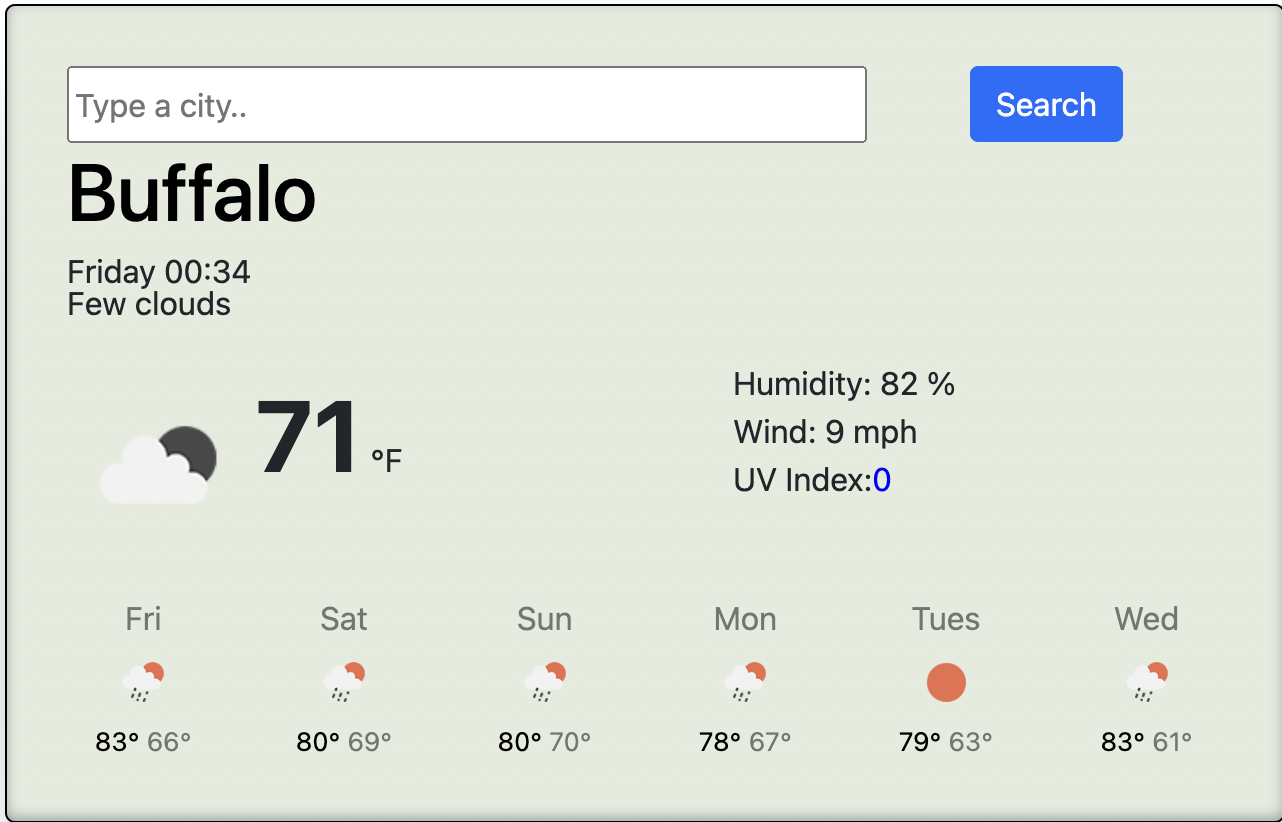 Type a city..
Search
Buffalo
Friday 00:34
Few clouds
71 °F
Humidity: 82 %
Wind: 9 mph
UV Index:0
Fri Sat Sun Mon Tues Wed
83° 66° 80° 69° 80° 70° 78° 67° 79° 63° 83° 61°